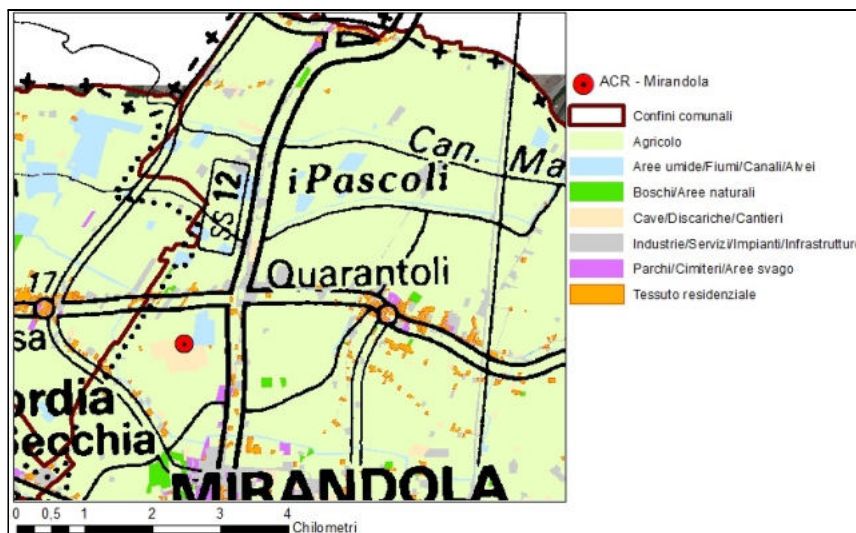 Can. Ma
i Pascoli
SS 12
17
Quarantoli
sa
ordia
Secchia
MIRANDOLA
0 0,5 1 2 3 4
Chilometri
ACR - Mirandola
Confini comunali
Agricolo
Aree umide/Fiumi/Canali/Alvei
Boschi/Aree naturali
Cave/Discariche/Cantieri
Industrie/Servizi/Impianti/Infrastrutture
Parchi/Cimiteri/Aree svago
Tessuto residenziale